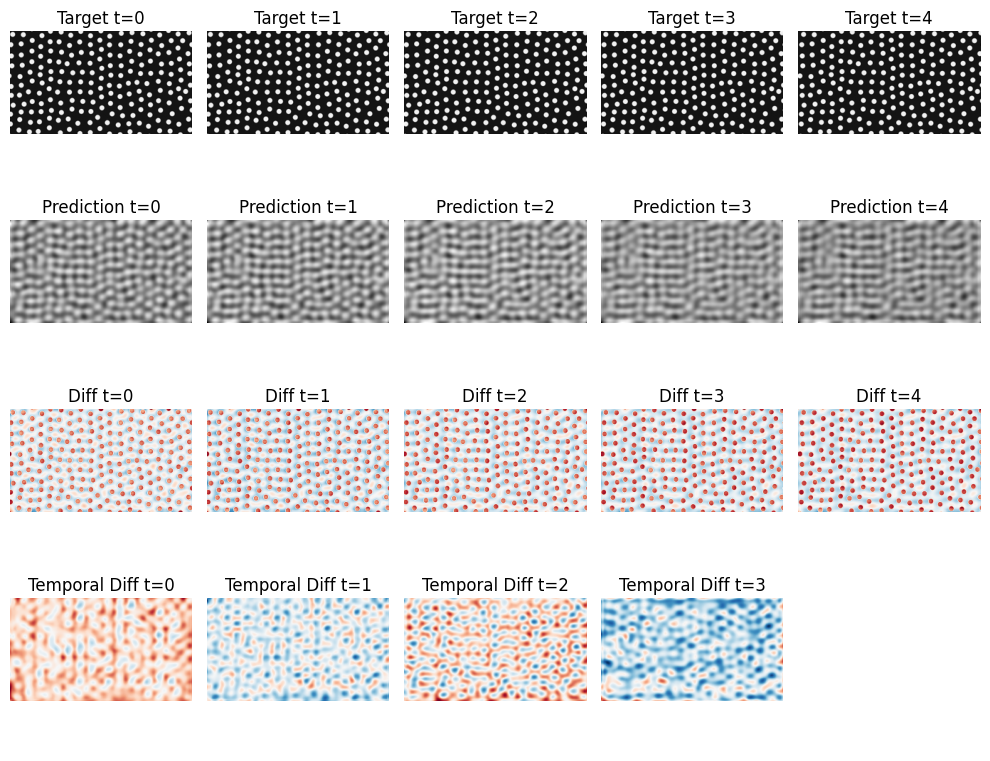 Target t=0 Target t=1 Target t=2 Target t=3 Target t=4
Prediction t=0 Prediction t=1 Prediction t=2 Prediction t=3 Prediction t=4
Diff t=0 Diff t=1 Diff t=2 Diff t=3 Diff t=4
Temporal Diff t=0 Temporal Diff t=1 Temporal Diff t=2 Temporal Diff t=3